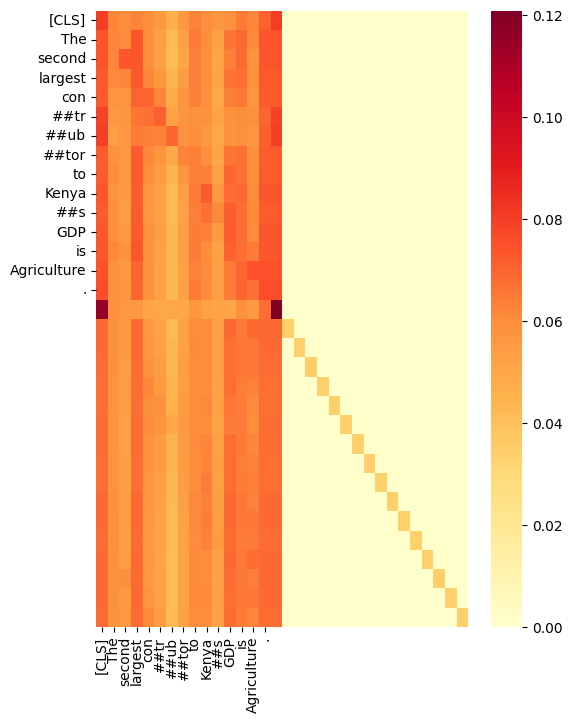 [CLS]
The
second
largest
con
##tr
##ub
##tor
to
Kenya
##s
GDP
is
Agriculture
.
0.12
0.10
0.08
0.06
0.04
0.02
0.00
[CLS]
The
second
largest
con
##tr
##ub
##tor
to
Kenya
##s
GDP
is
Agriculture
.